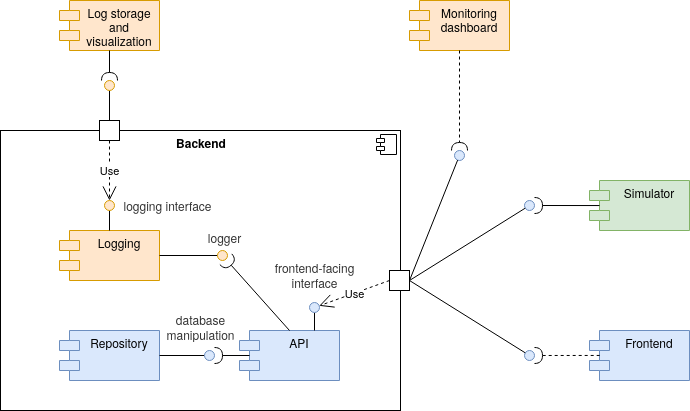 Log storage
and
visualization
Monitoring
dashboard
Backend
Use
logging interface
Simulator
Logging
logger
frontend-facing
interface
Use
database
manipulation
Repository
API
Frontend